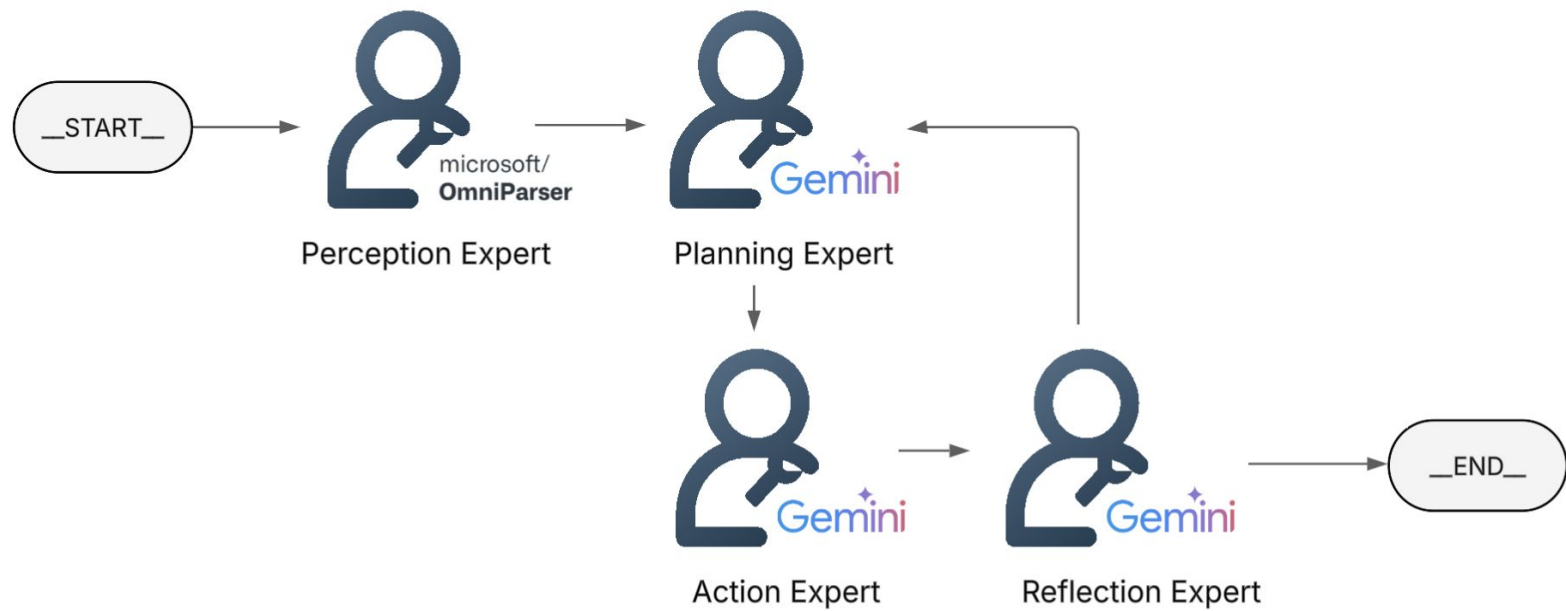 __START__
microsoft/
OmniParser
Gemini
Perception Expert
Planning Expert
Gemini
Gemini
__END__
Action Expert
Reflection Expert